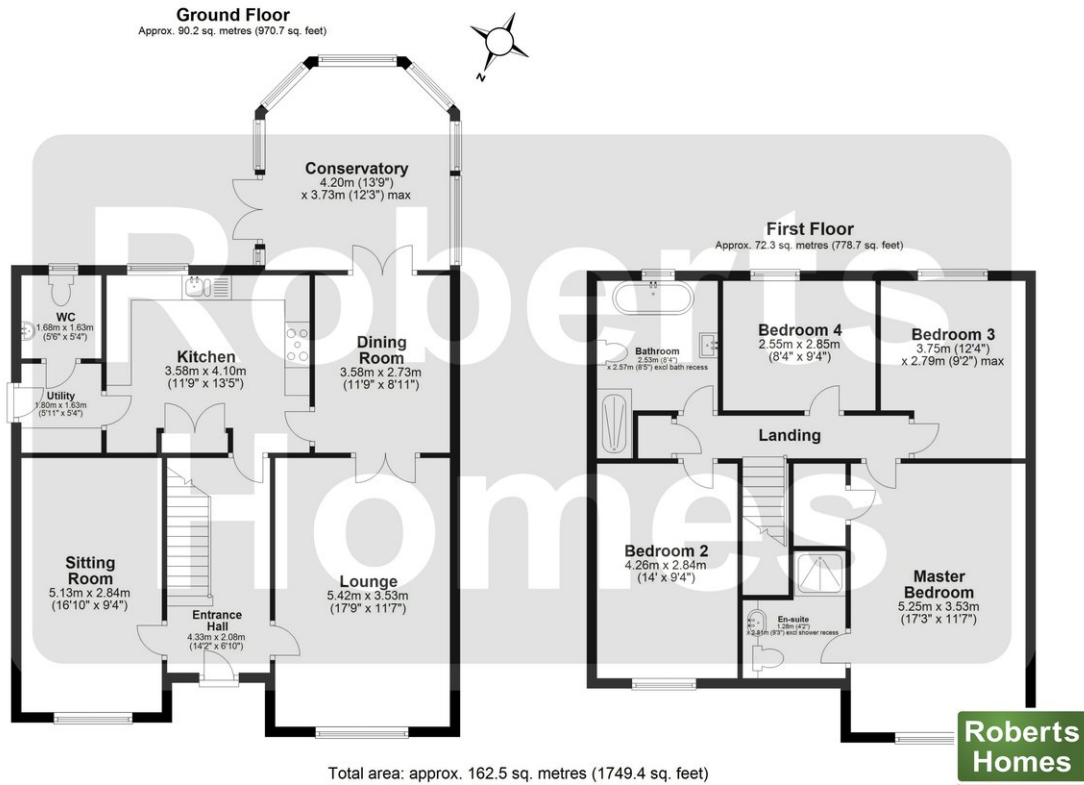 Ground Floor
Approx. 90.2 sq. metres (970.7 sq. feet)
N
Conservatory
4.20m (13'9")
x 3.73m (12'3") max
WC
1.68m x 1.63m
(5'6" x 5'4")
Kitchen
3.58m x 4.10m
(11'9" x 13'5")
Dining
Room
3.58m x 2.73m
(11'9" x 8'11")
Utility
1.80m x 1.63m
(5'11" x 5'4")
Sitting
Room
5.13m x 2.84m
(16'10" x 9'4")
Entrance
Hall
4.33m x 2.08m
(14'2" x 6'10")
Lounge
5.42m x 3.53m
(17'9" x 11'7")
First Floor
Approx. 72.3 sq. metres (778.7 sq. feet)
Bathroom
2.53m (8'4")
x 2.57m (8'5") excl bath recess
Bedroom 4
2.55m x 2.85m
(8'4" x 9'4")
Bedroom 3
3.75m (12'4")
x 2.79m (9'2") max
Landing
Bedroom 2
4.26m x 2.84m
(14' x 9'4")
En-suite
1.28m (4'2")
x 2.81m (9'3") excl shower recess
Master
Bedroom
5.25m x 3.53m
(17'3" x 11'7")
Total area: approx. 162.5 sq. metres (1749.4 sq. feet)
Roberts
Homes
Roberts
Homes